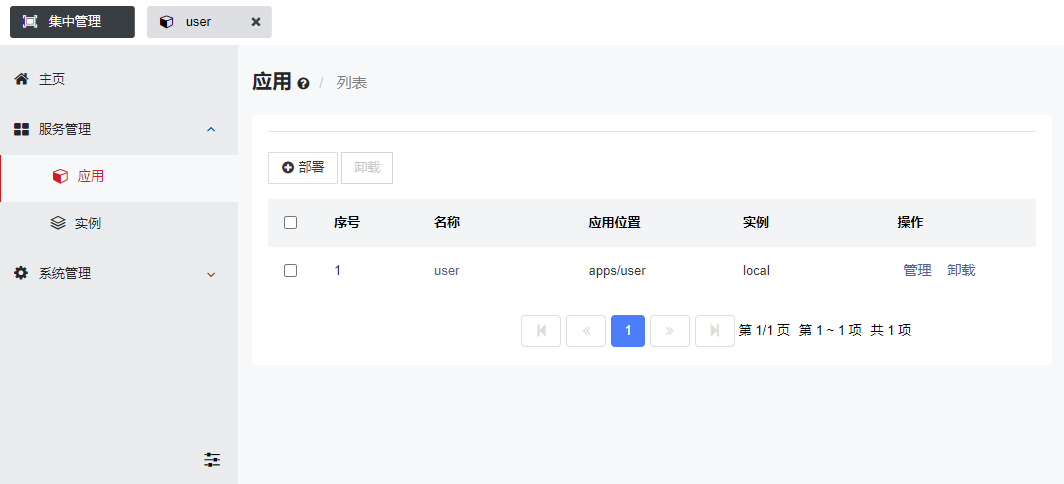 集中管理
user
主页
服务管理
应用
实例
系统管理
应用 / 列表
部署
卸载
序号 名称 应用位置 实例 操作
1 user apps/user local 管理 卸载
1 第 1/1 页 第 1 ~ 1 项 共 1 项